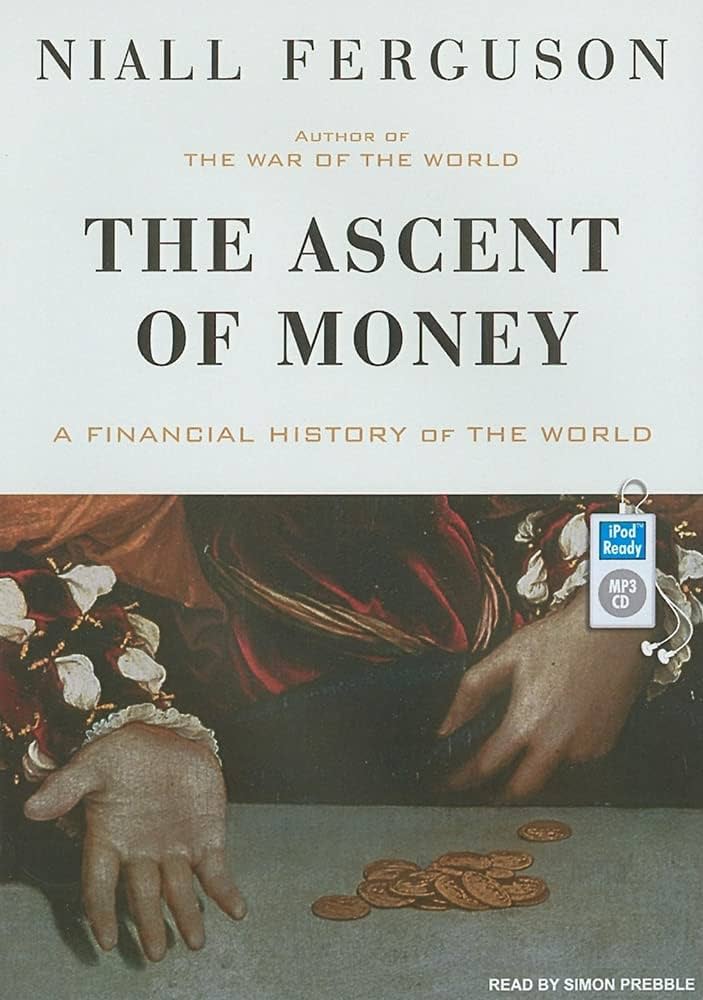 NIALL FERGUSON
AUTHOR OF
THE WAR OF THE WORLD
THE ASCENT
OF MONEY
A FINANCIAL HISTORY OF THE WORLD
iPod™
Ready
MP3
CD
READ BY SIMON PREBBLE